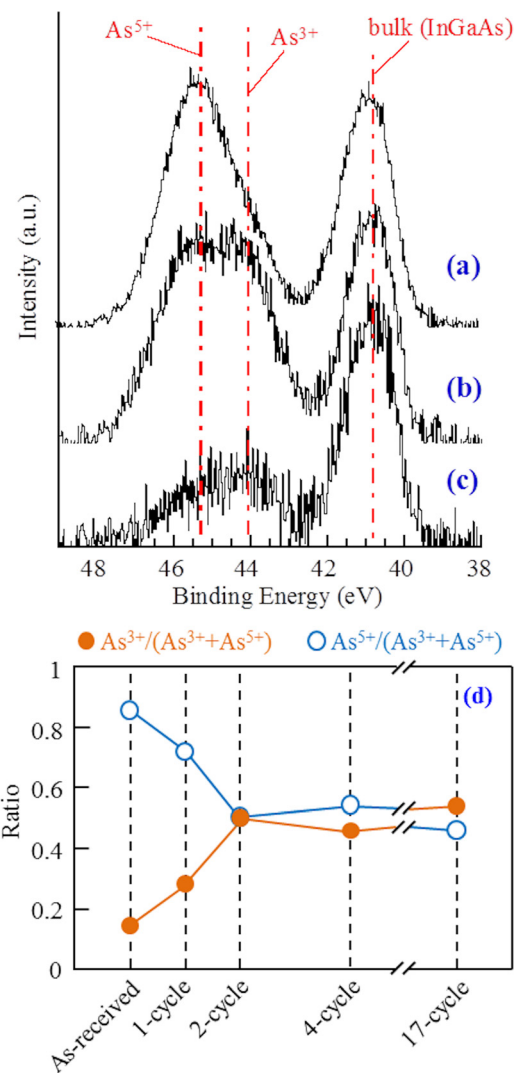 As⁵⁺
As³⁺
bulk (InGaAs)
Intensity (a.u.)
(a)
(b)
(c)
48 46 44 42 40 38
Binding Energy (eV)
As³⁺/(As³⁺+As⁵⁺)
As⁵⁺/(As³⁺+As⁵⁺)
(d)
1
0.8
0.6
0.4
0.2
0
Ratio
As-received
1-cycle
2-cycle
4-cycle
17-cycle